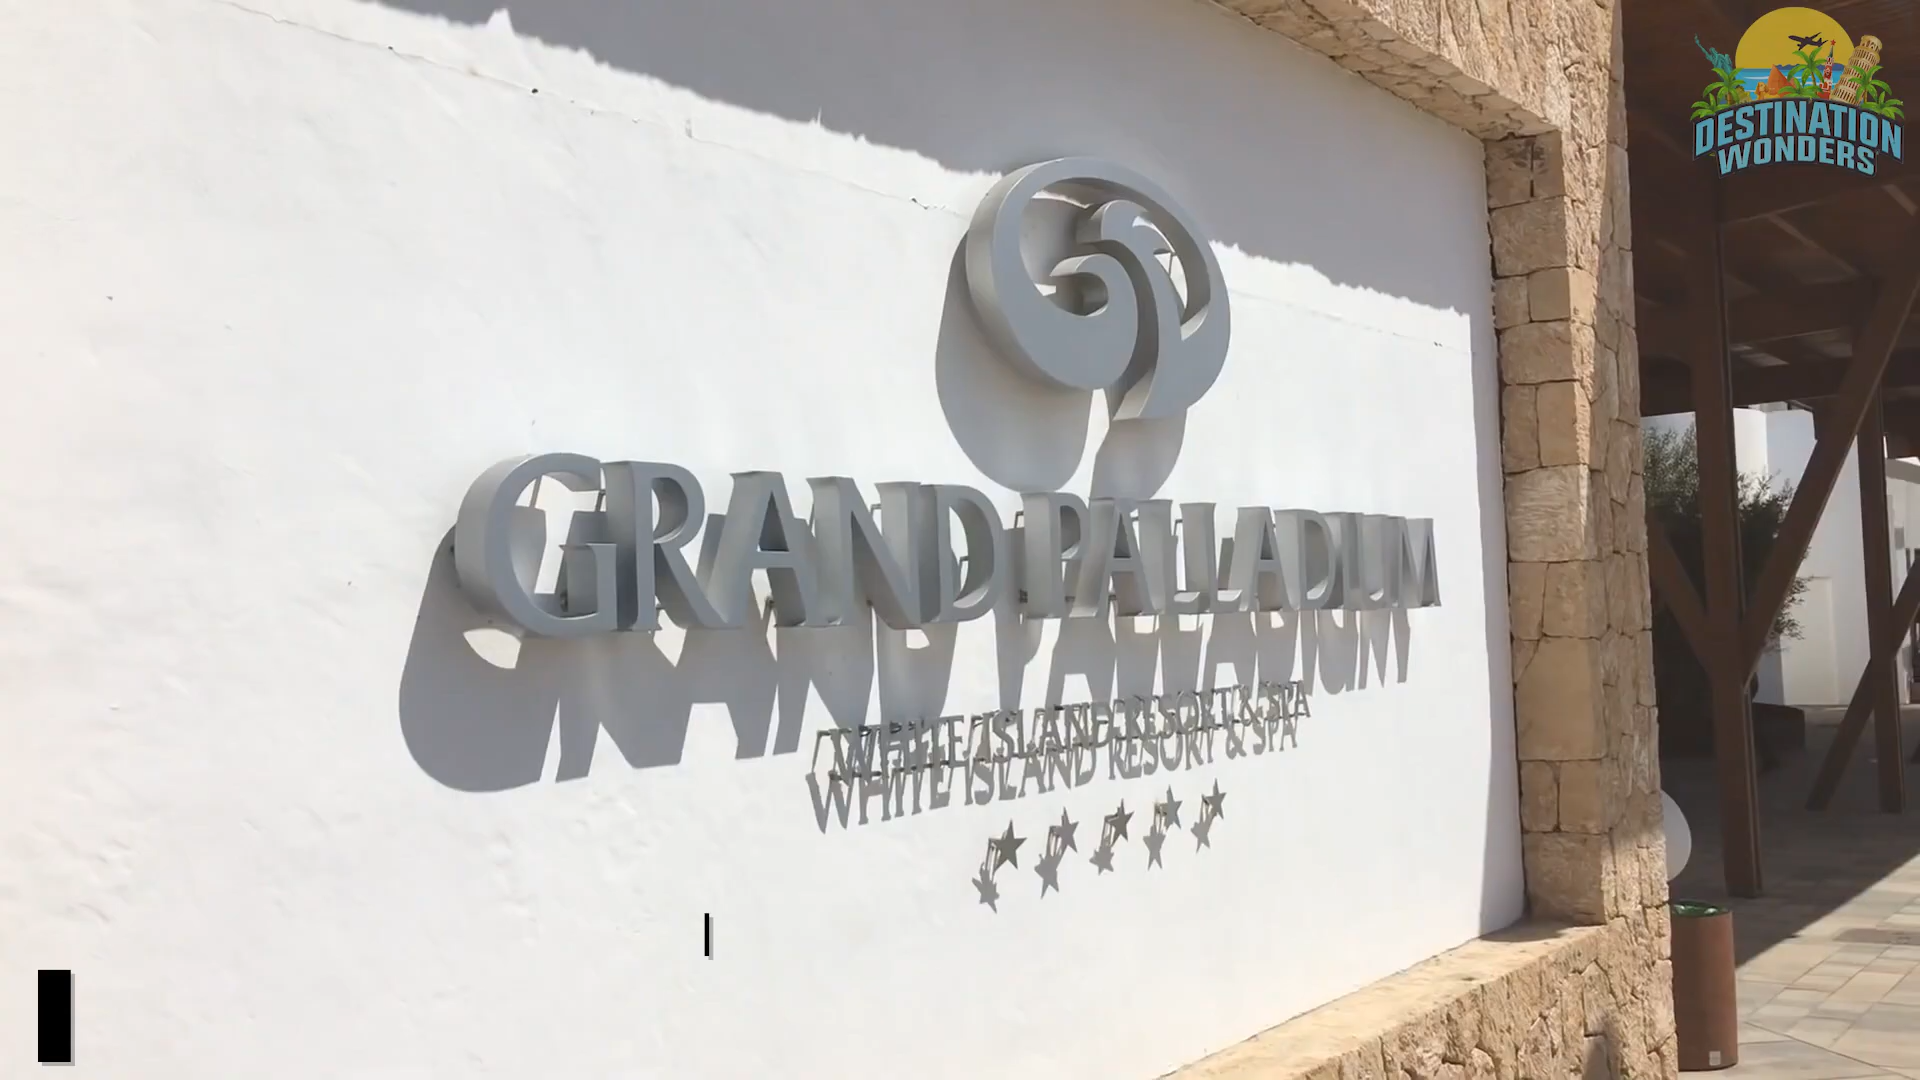 DESTINATION
WONDERS
GRAND PALLADIUM
WHITE ISLAND RESORT & SPA